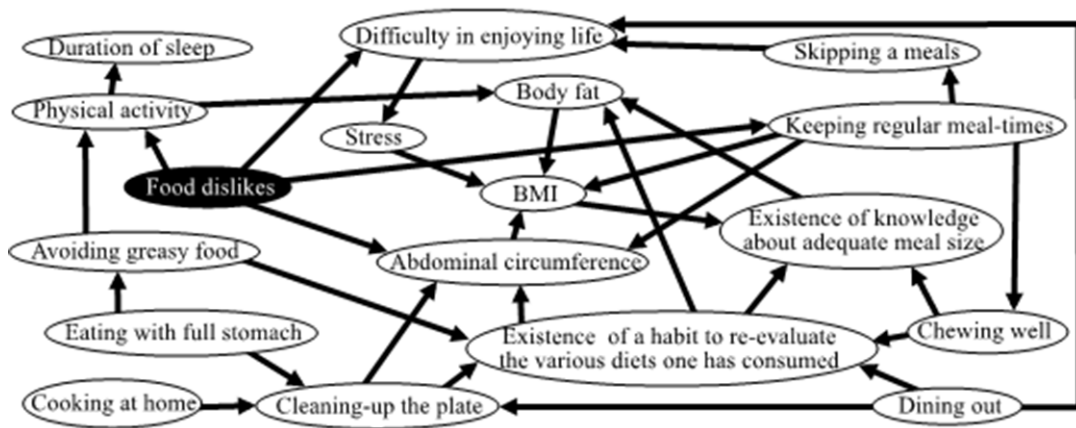 Difficulty in enjoying life
Duration of sleep
Skipping a meals
Physical activity
Body fat
Keeping regular meal-times
Stress
Food dislikes
BMI
Existence of knowledge
about adequate meal size
Avoiding greasy food
Abdominal circumference
Eating with full stomach
Existence of a habit to re-evaluate
the various diets one has consumed
Chewing well
Cooking at home
Cleaning-up the plate
Dining out